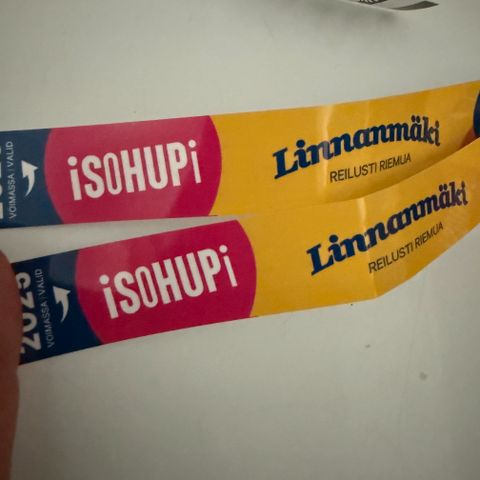 VOIMASSA | VALID
iSOHUPi
Linnanmäki
REILUSTI RIEMUA
2025
VOIMASSA | VALID
iSOHUPi
Linnanmäki
REILUSTI RIEMUA